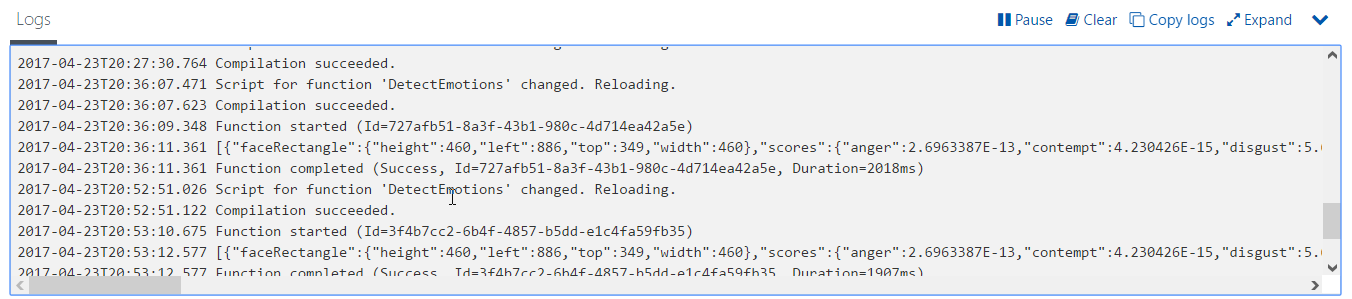 Logs
Pause Clear Copy logs Expand
2017-04-23T20:27:30.764 Compilation succeeded.
2017-04-23T20:36:07.471 Script for function 'DetectEmotions' changed. Reloading.
2017-04-23T20:36:07.623 Compilation succeeded.
2017-04-23T20:36:09.348 Function started (Id=727afb51-8a3f-43b1-980c-4d714ea42a5e)
2017-04-23T20:36:11.361 [{"faceRectangle":{"height":460,"left":886,"top":349,"width":460},"scores":{"anger":2.6963387E-13,"contempt":4.230426E-15,"disgust":5.
2017-04-23T20:36:11.361 Function completed (Success, Id=727afb51-8a3f-43b1-980c-4d714ea42a5e, Duration=2018ms)
2017-04-23T20:52:51.026 Script for function 'DetectEmotions' changed. Reloading.
2017-04-23T20:52:51.122 Compilation succeeded.
2017-04-23T20:53:10.675 Function started (Id=3f4b7cc2-6b4f-4857-b5dd-e1c4fa59fb35)
2017-04-23T20:53:12.577 [{"faceRectangle":{"height":460,"left":886,"top":349,"width":460},"scores":{"anger":2.6963387E-13,"contempt":4.230426E-15,"disgust":5.
2017-04-23T20:53:12.577 Function completed (Success, Id=3f4b7cc2-6b4f-4857-b5dd-e1c4fa59fb35, Duration=1907ms)